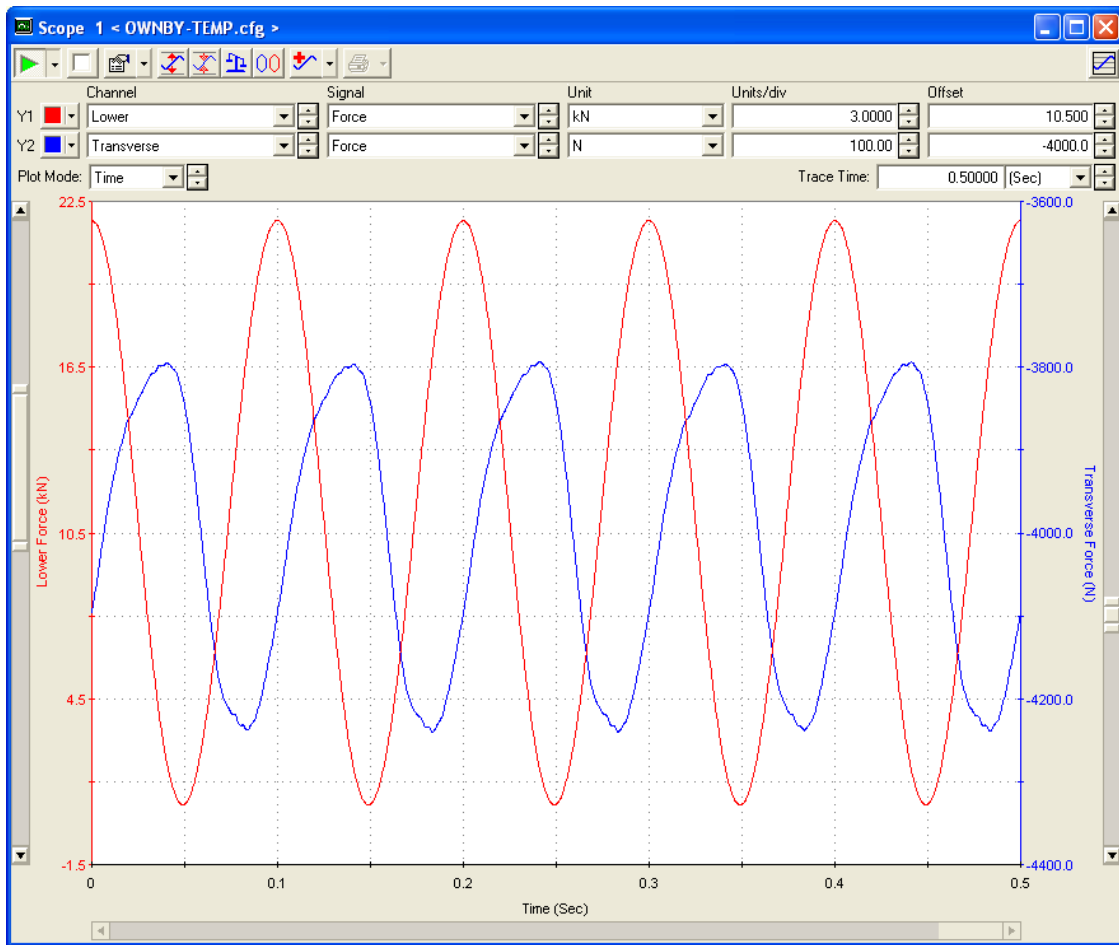 Scope 1 < OWNBY-TEMP.cfg >
Channel Signal Unit Units/div Offset
Y1 Lower Force kN 3.0000 10.500
Y2 Transverse Force N 100.00 -4000.0
Plot Mode: Time Trace Time: 0.50000 (Sec)
22.5 -3600.0
16.5 -3800.0
10.5 -4000.0
4.5 -4200.0
-1.5 -4400.0
Lower Force (kN)
Transverse Force (N)
0 0.1 0.2 0.3 0.4 0.5
Time (Sec)